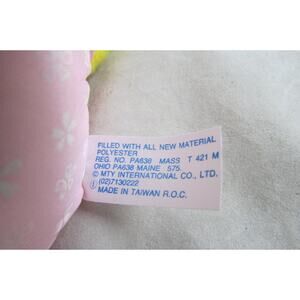 FILLED WITH ALL NEW MATERIAL
POLYESTER
REG. NO. PA636 MASS T 421 M
OHIO PA638 MAINE 575.
© MTY INTERNATIONAL CO., LTD.
(02)7130222
MADE IN TAIWAN R.O.C.